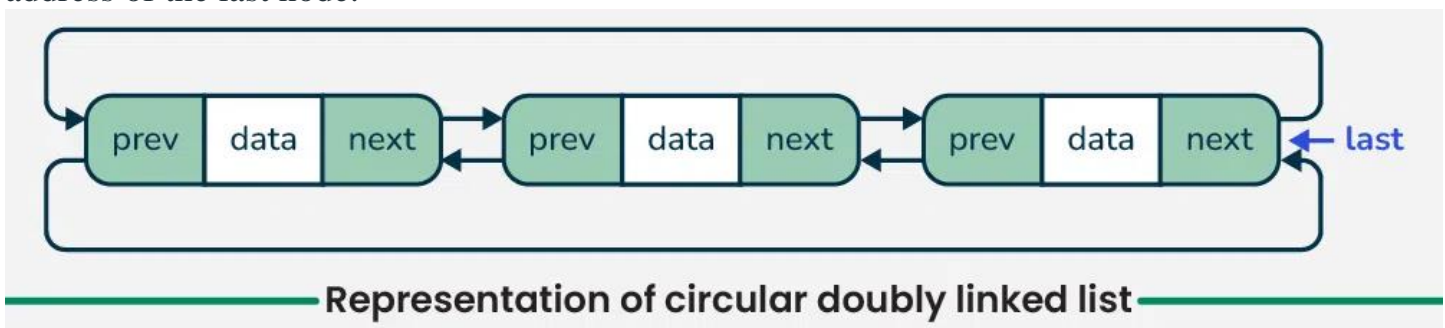 address of the last node.
prev data next prev data next prev data next last
Representation of circular doubly linked list